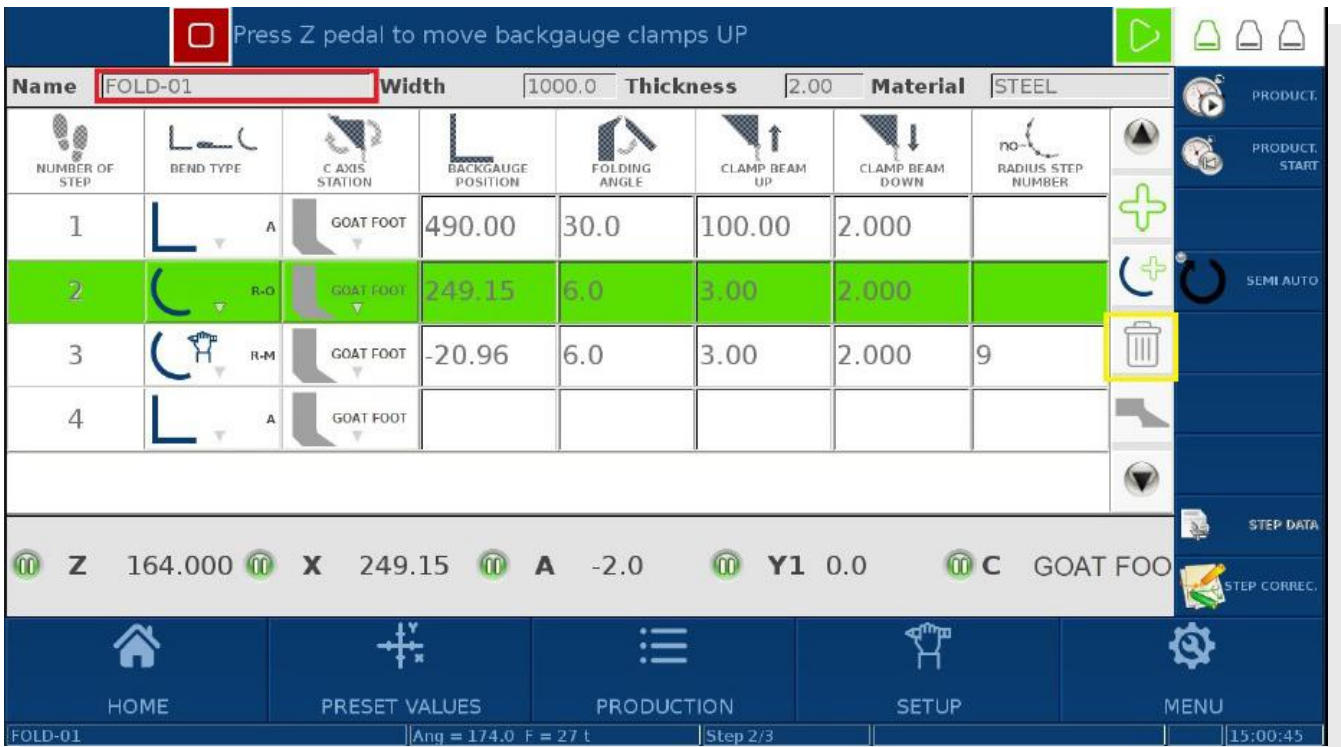 Press Z pedal to move backgauge clamps UP
Name FOLD-01 Width 1000.0 Thickness 2.00 Material STEEL
NUMBER OF STEP BEND TYPE C AXIS STATION BACKGAUGE POSITION FOLDING ANGLE CLAMP BEAM UP CLAMP BEAM DOWN no- RADIUS STEP NUMBER
1 A GOAT FOOT 490.00 30.0 100.00 2.000
2 R-O GOAT FOOT 249.15 6.0 3.00 2.000
3 R-M GOAT FOOT -20.96 6.0 3.00 2.000 9
4 A GOAT FOOT
PRODUCT.
PRODUCT. START
SEMI AUTO
STEP DATA
STEP CORREC.
Z 164.000 X 249.15 A -2.0 Y1 0.0 C GOAT FOO
HOME PRESET VALUES PRODUCTION SETUP MENU
FOLD-01 Ang = 174.0 F = 27 t Step 2/3 15:00:45